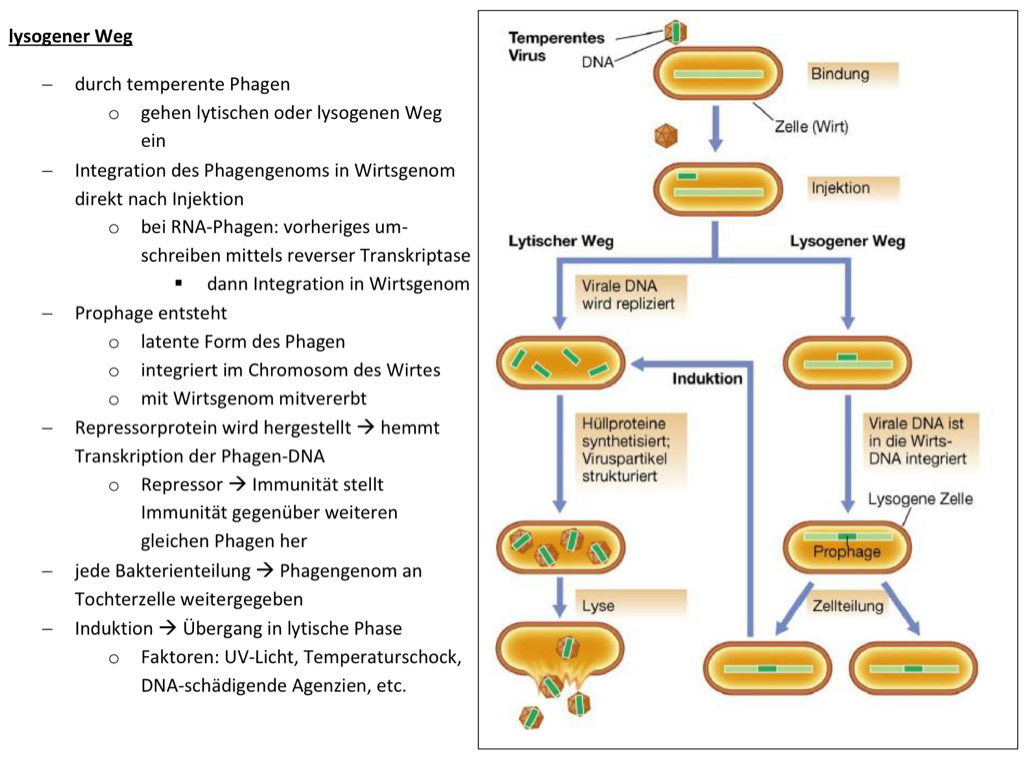 lysogener Weg
– durch temperente Phagen
o gehen lytischen oder lysogenen Weg
ein
– Integration des Phagengenoms in Wirtsgenom
direkt nach Injektion
o bei RNA-Phagen: vorheriges um-
schreiben mittels reverser Transkriptase
▪ dann Integration in Wirtsgenom
– Prophage entsteht
o latente Form des Phagen
o integriert im Chromosom des Wirtes
o mit Wirtsgenom mitvererbt
– Repressorprotein wird hergestellt → hemmt
Transkription der Phagen-DNA
o Repressor → Immunität stellt
Immunität gegenüber weiteren
gleichen Phagen her
– jede Bakterienteilung → Phagengenom an
Tochterzelle weitergegeben
– Induktion → Übergang in lytische Phase
o Faktoren: UV-Licht, Temperaturschock,
DNA-schädigende Agenzien, etc.
Temperentes
Virus
DNA
Bindung
Zelle (Wirt)
Injektion
Lytischer Weg
Lysogener Weg
Virale DNA
wird repliziert
Induktion
Hüllproteine
synthetisiert;
Viruspartikel
strukturiert
Virale DNA ist
in die Wirts-
DNA integriert
Lysogene Zelle
Prophage
Lyse
Zellteilung